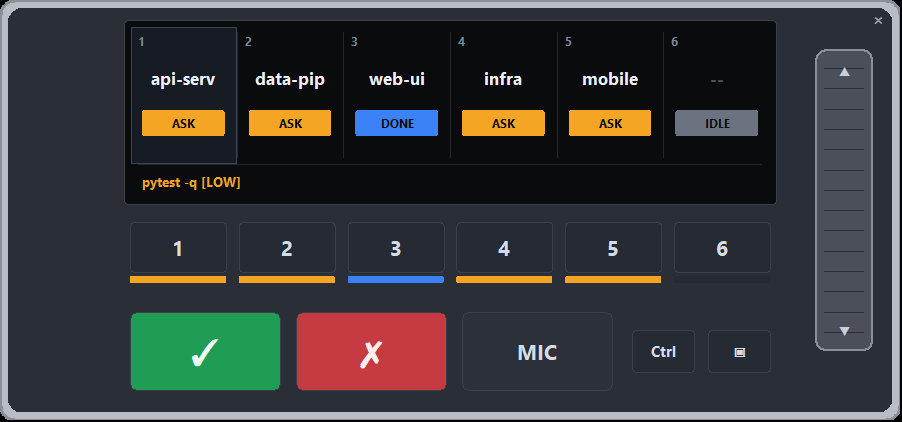 ×
1 2 3 4 5 6
api-serv data-pip web-ui infra mobile --
ASK ASK DONE ASK ASK IDLE
pytest -q [LOW]
▲
1 2 3 4 5 6
▼
✓ ✗ MIC Ctrl ▣